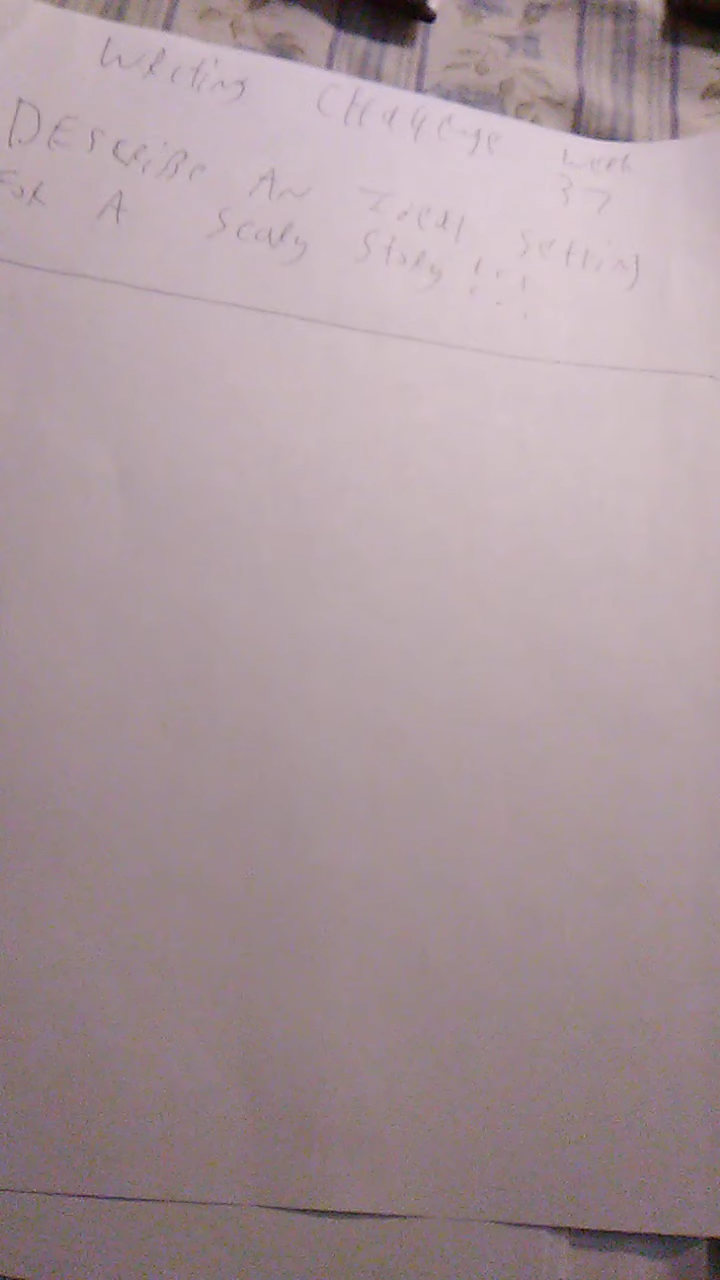 Writing Challenge Week 37
Describe An Ideal Setting
For A Scary Story!!!